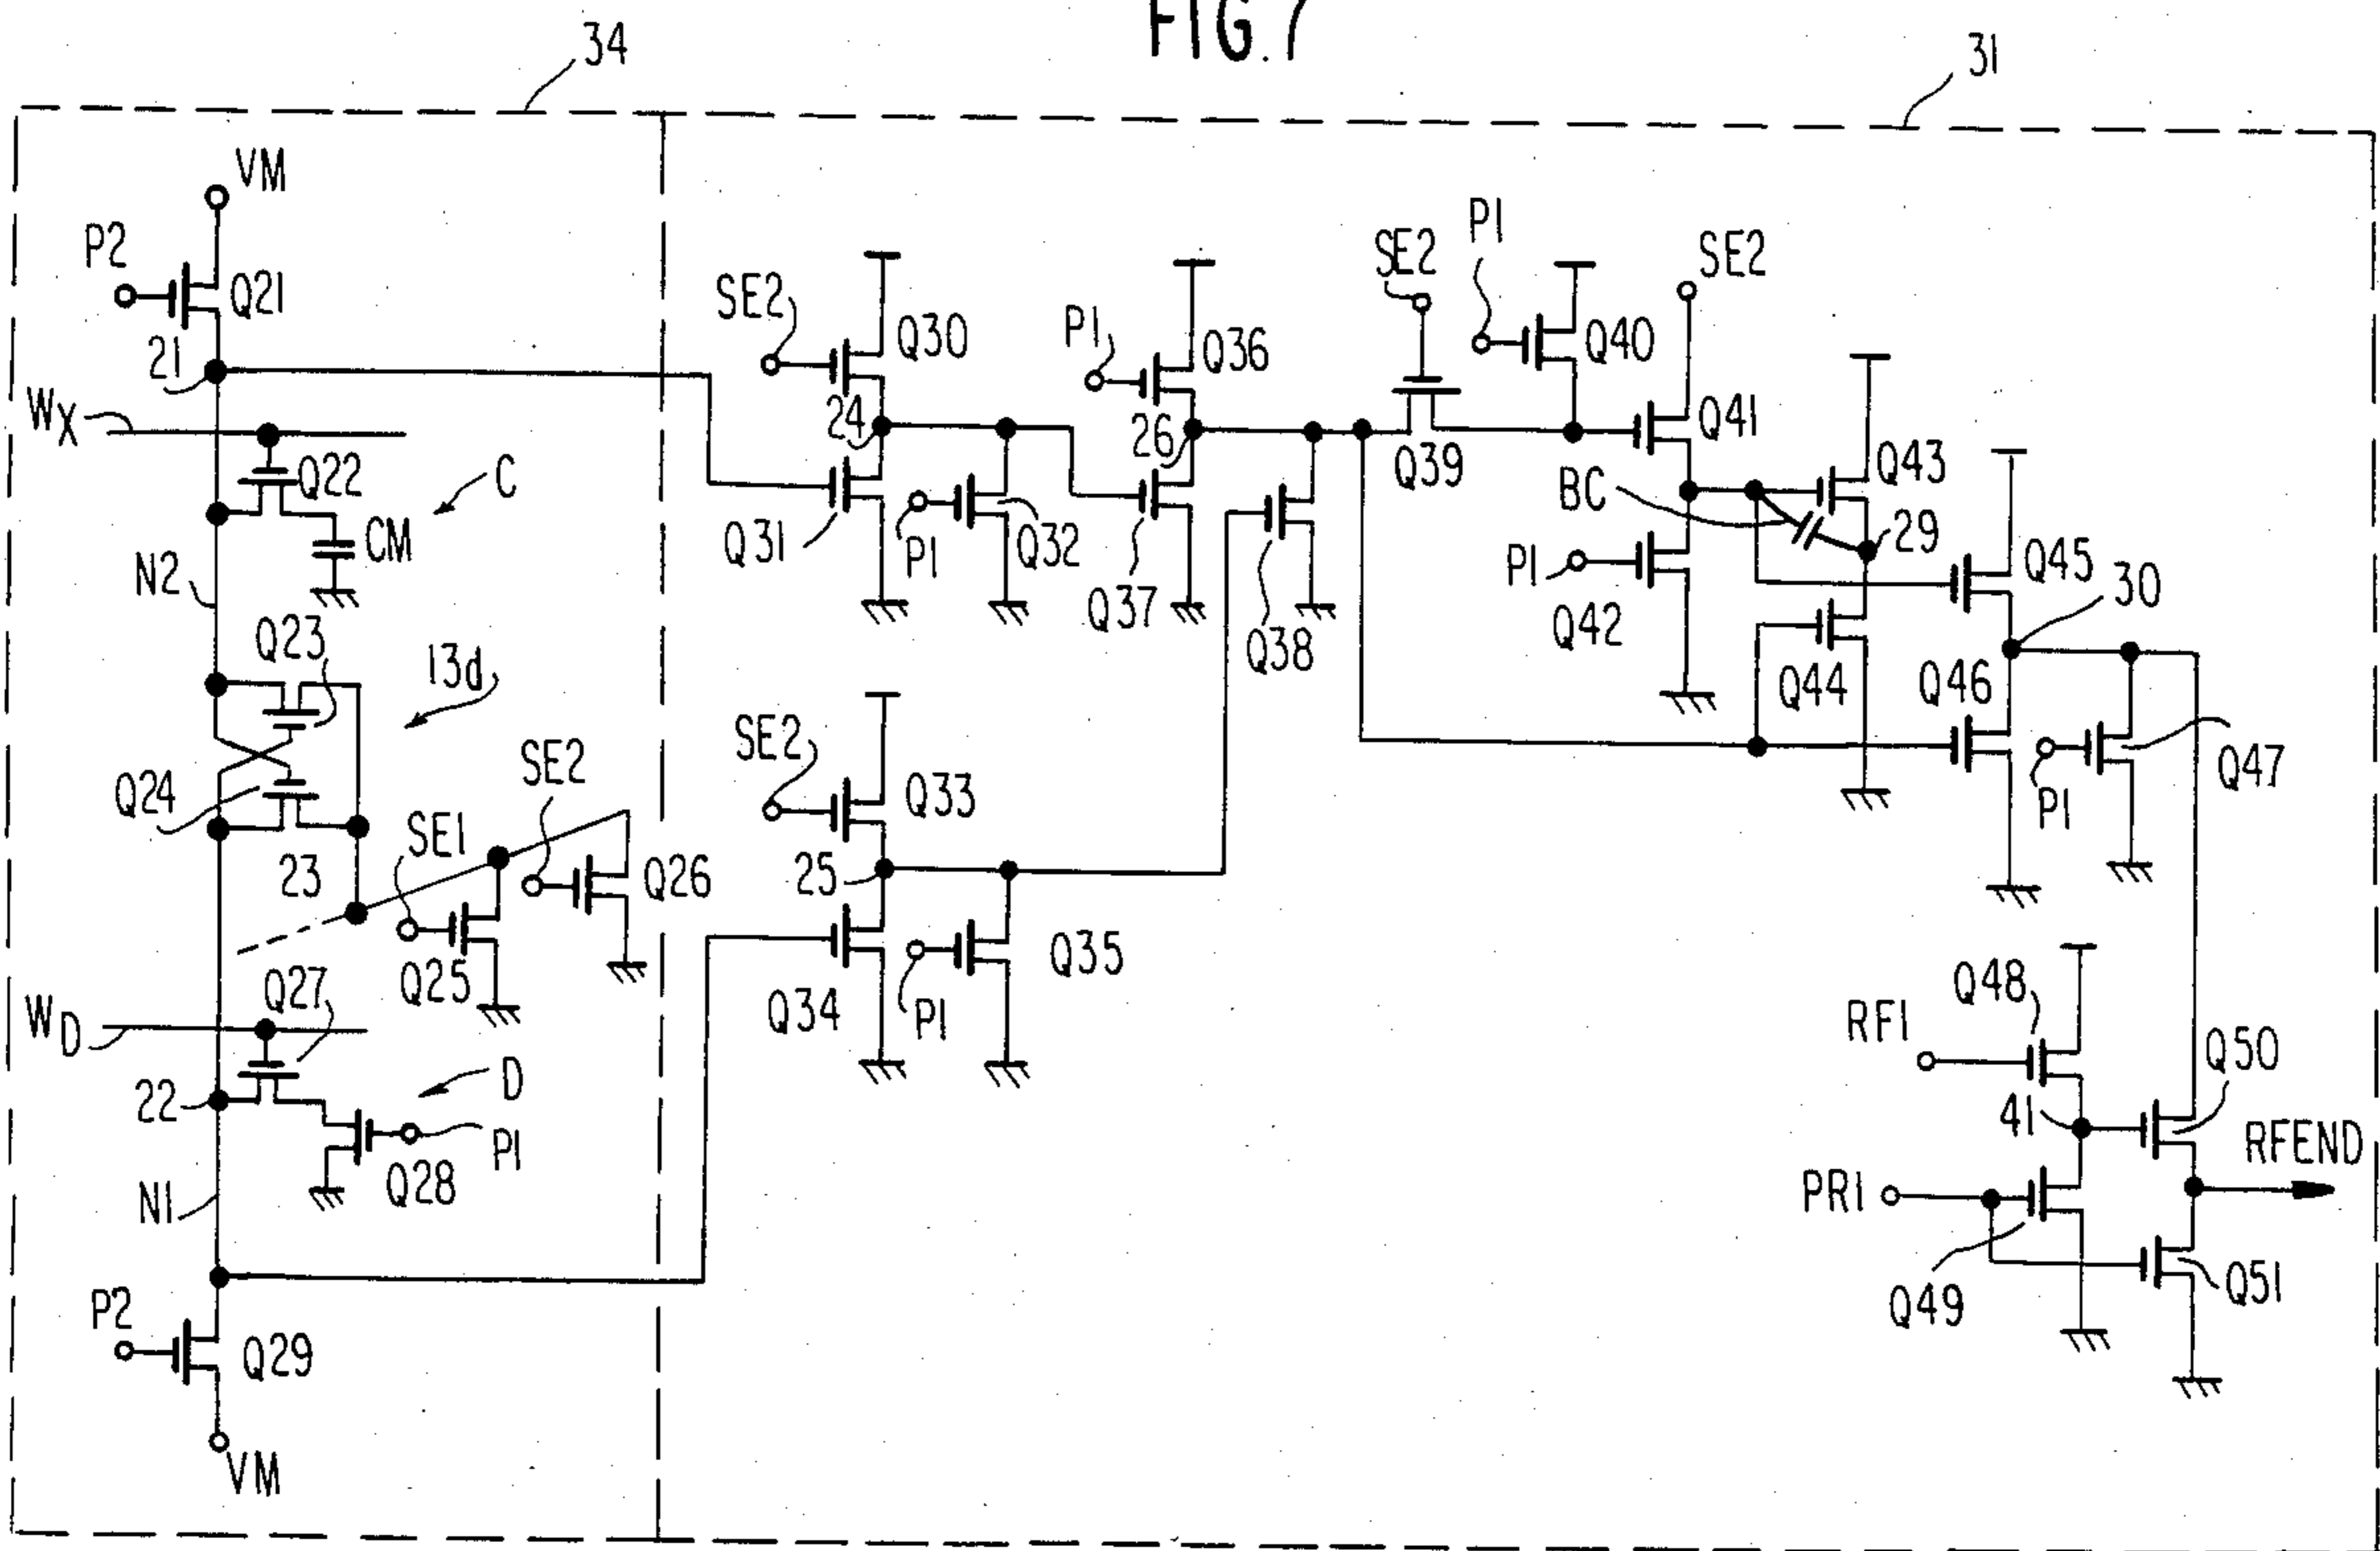 FIG. 7
34
31
VM
P2
Q21
21
WX
Q22
C
CM
N2
Q23
13d
Q24
SE2
SE1
23
Q26
Q25
Q27
WD
D
22
P1
Q28
N1
P2
Q29
VM
SE2
Q30
24
Q31
P1
Q32
P1
Q36
26
Q37
Q38
SE2
Q33
25
Q34
P1
Q35
SE2
P1
Q40
SE2
Q39
Q41
BC
Q43
29
P1
Q42
Q44
Q45
30
Q46
P1
Q47
Q48
RF1
41
Q50
RFEND
PR1
Q49
Q51